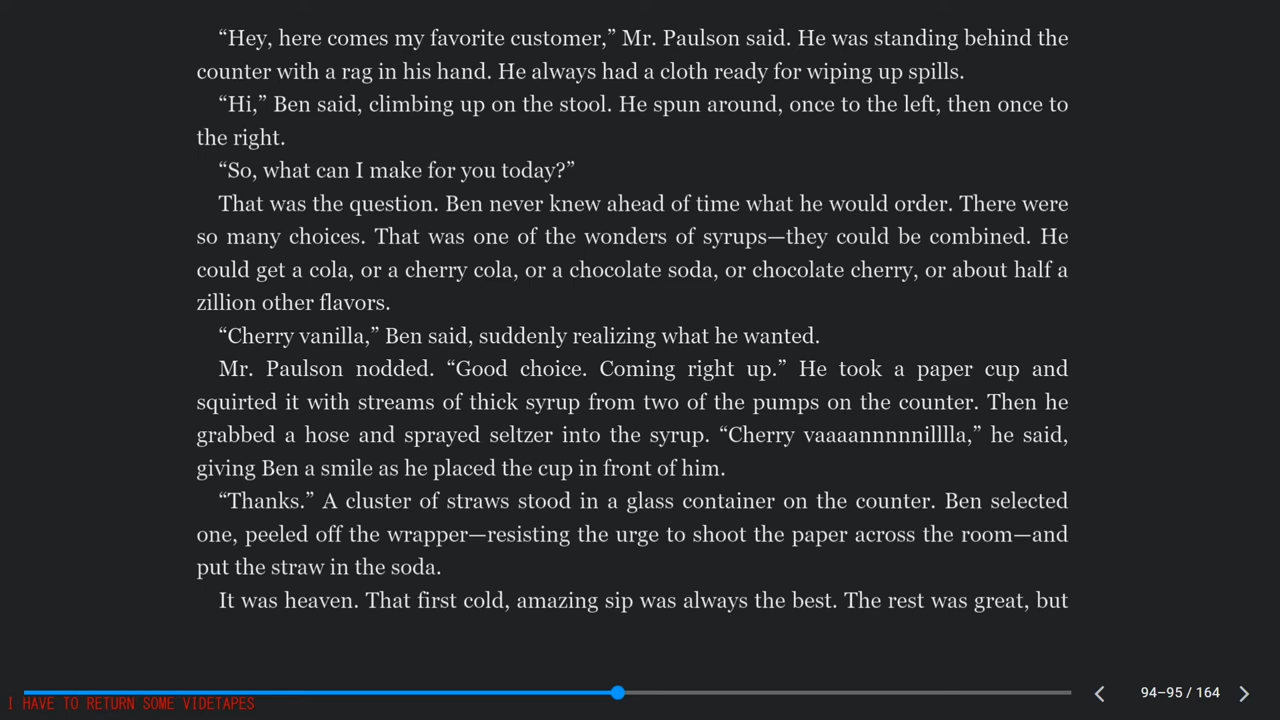 “Hey, here comes my favorite customer,” Mr. Paulson said. He was standing behind the
counter with a rag in his hand. He always had a cloth ready for wiping up spills.
“Hi,” Ben said, climbing up on the stool. He spun around, once to the left, then once to
the right.
“So, what can I make for you today?”
That was the question. Ben never knew ahead of time what he would order. There were
so many choices. That was one of the wonders of syrups—they could be combined. He
could get a cola, or a cherry cola, or a chocolate soda, or chocolate cherry, or about half a
zillion other flavors.
“Cherry vanilla,” Ben said, suddenly realizing what he wanted.
Mr. Paulson nodded. “Good choice. Coming right up.” He took a paper cup and
squirted it with streams of thick syrup from two of the pumps on the counter. Then he
grabbed a hose and sprayed seltzer into the syrup. “Cherry vaaaannnnnilllla,” he said,
giving Ben a smile as he placed the cup in front of him.
“Thanks.” A cluster of straws stood in a glass container on the counter. Ben selected
one, peeled off the wrapper—resisting the urge to shoot the paper across the room—and
put the straw in the soda.
It was heaven. That first cold, amazing sip was always the best. The rest was great, but
94–95 / 164
I HAVE TO RETURN SOME VIDETAPES